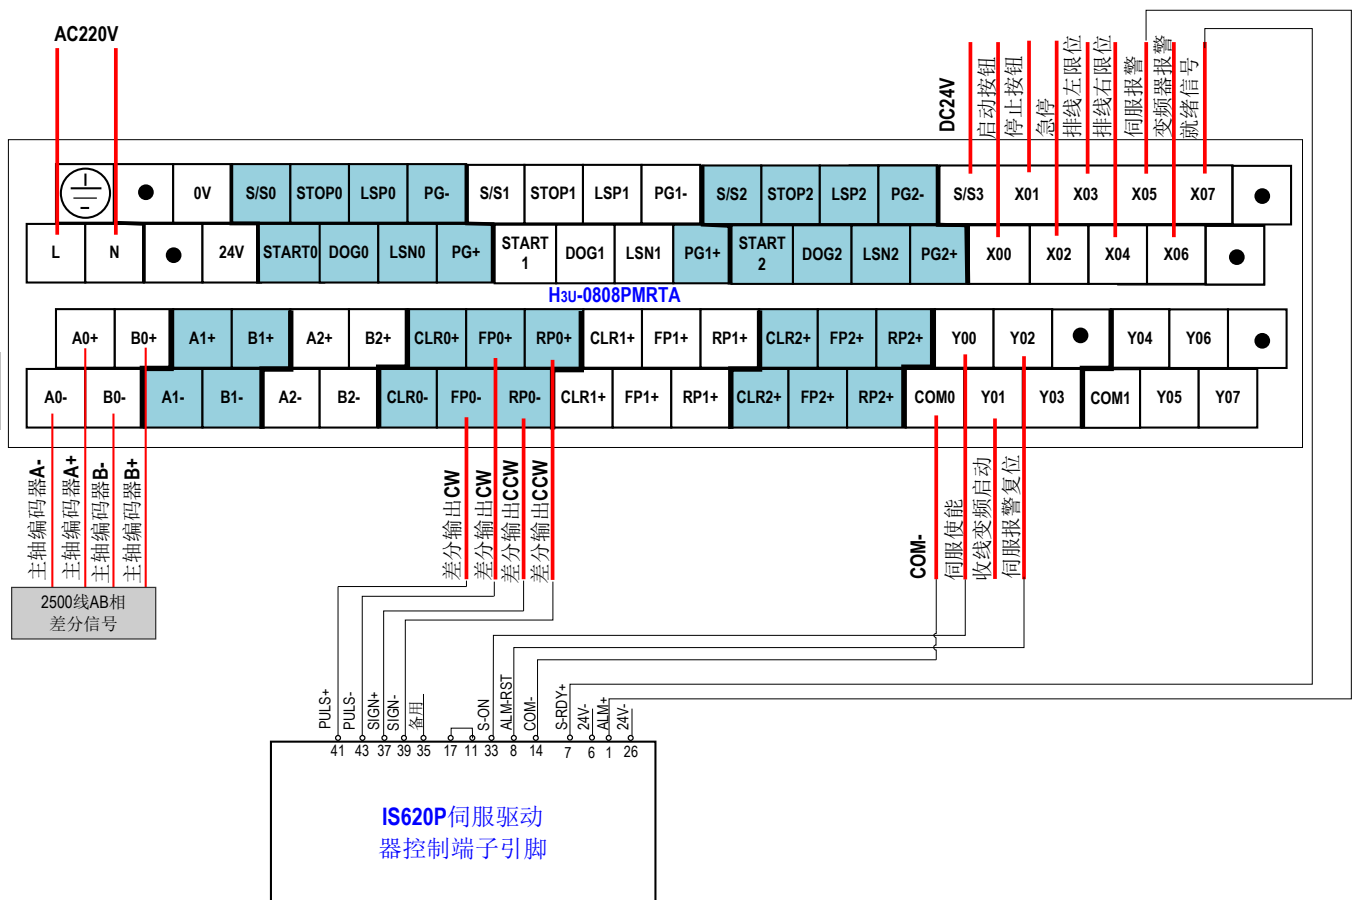 AC220V
DC24V
启动按钮
停止按钮
急停
排线左限位
排线右限位
伺服报警
变频器报警
就绪信号
0V S/S0 STOP0 LSP0 PG- S/S1 STOP1 LSP1 PG1- S/S2 STOP2 LSP2 PG2- S/S3 X01 X03 X05 X07
L N 24V START0 DOG0 LSN0 PG+ START 1 DOG1 LSN1 PG1+ START 2 DOG2 LSN2 PG2+ X00 X02 X04 X06
H3U-0808PMRTA
A0+ B0+ A1+ B1+ A2+ B2+ CLR0+ FP0+ RP0+ CLR1+ FP1+ RP1+ CLR2+ FP2+ RP2+ Y00 Y02 Y04 Y06
A0- B0- A1- B1- A2- B2- CLR0- FP0- RP0- CLR1+ FP1+ RP1+ CLR2+ FP2+ RP2+ COM0 Y01 Y03 COM1 Y05 Y07
主轴编码器A-
主轴编码器A+
主轴编码器B-
主轴编码器B+
差分输出CW
差分输出CW
差分输出CCW
差分输出CCW
COM-
伺服使能
收线变频启动
伺服报警复位
2500线AB相
差分信号
PULS+
PULS-
SIGN+
SIGN-
备用
S-ON
ALM-RST
COM-
S-RDY+
24V-
ALM+
24V-
41 43 37 39 35 17 11 33 8 14 7 6 1 26
IS620P伺服驱动
器控制端子引脚